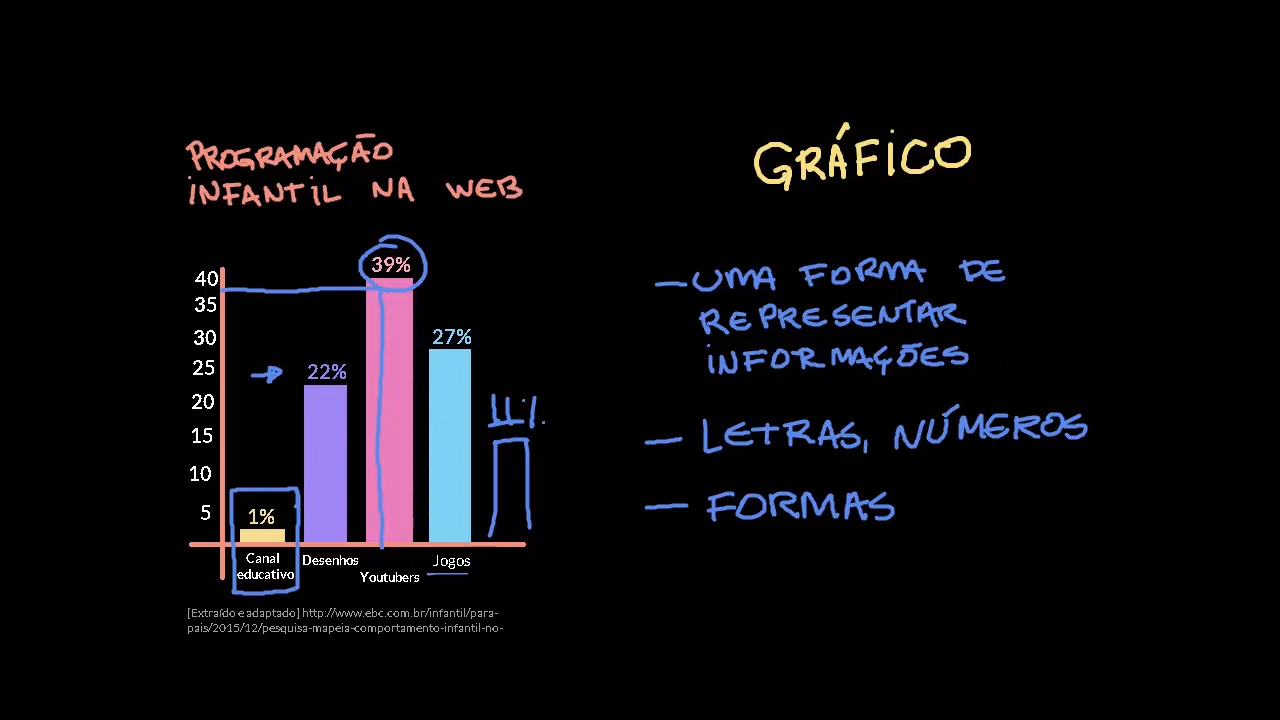 PROGRAMAÇÃO
INFANTIL NA WEB
40
35
30
25
20
15
10
5
1%
22%
39%
27%
11%.
Canal
educativo
Desenhos
Youtubers
Jogos
[Extraído e adaptado] http://www.ebc.com.br/infantil/para-
pais/2015/12/pesquisa-mapeia-comportamento-infantil-no-
GRÁFICO
— UMA FORMA DE
REPRESENTAR
INFORMAÇÕES
— LETRAS, NÚMEROS
— FORMAS